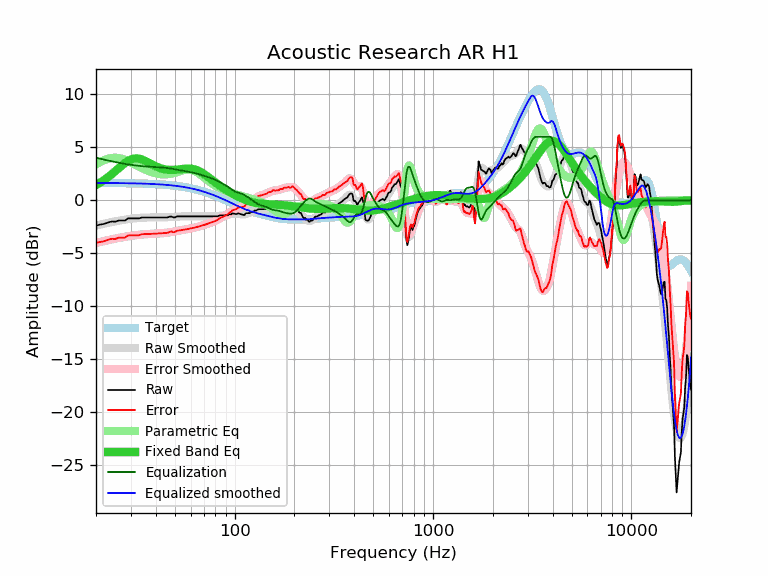 Acoustic Research AR H1
10
5
0
−5
−10
−15
−20
−25
Amplitude (dBr)
Target
Raw Smoothed
Error Smoothed
Raw
Error
Parametric Eq
Fixed Band Eq
Equalization
Equalized smoothed
100
1000
10000
Frequency (Hz)